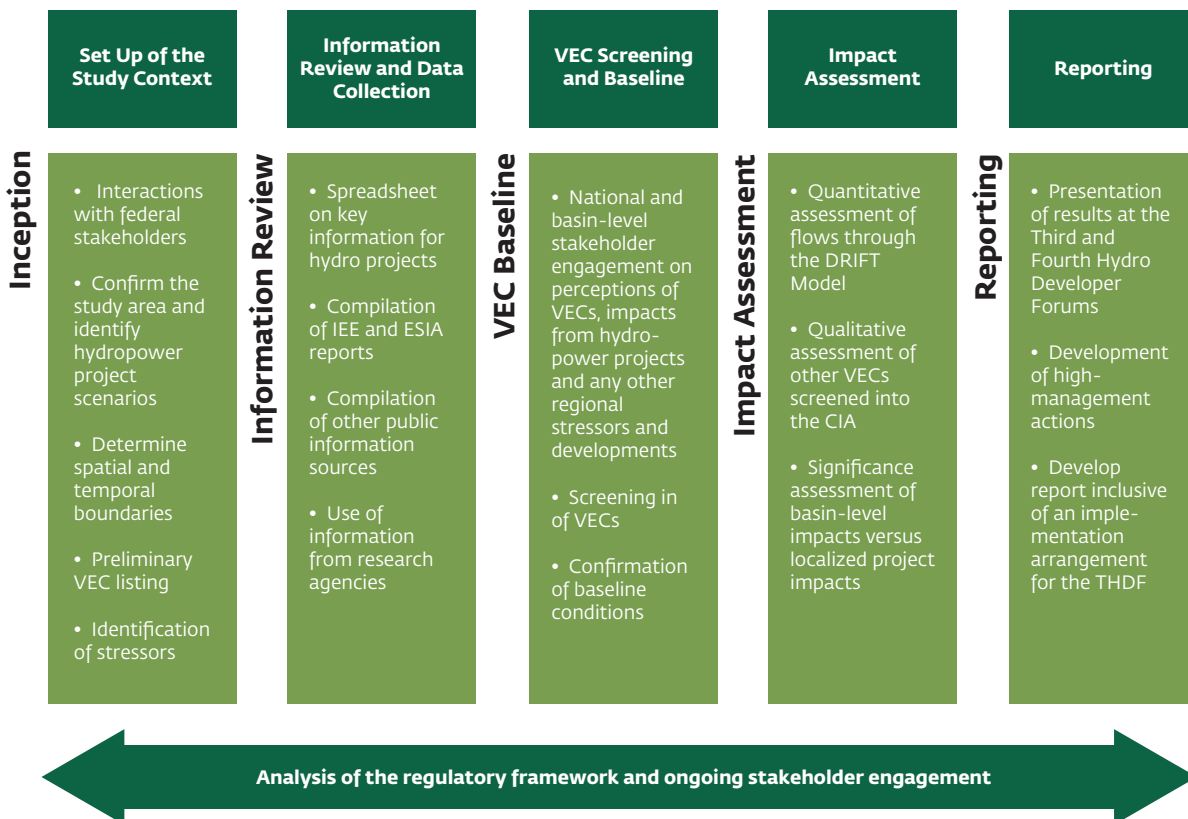 Set Up of the
Study Context
Information
Review and Data
Collection
VEC Screening
and Baseline
Impact
Assessment
Reporting
Inception
• Interactions
with federal
stakeholders
• Confirm the
study area and
identify
hydropower
project
scenarios
• Determine
spatial and
temporal
boundaries
• Preliminary
VEC listing
• Identification
of stressors
Information Review
• Spreadsheet
on key
information for
hydro projects
• Compilation
of IEE and ESIA
reports
• Compilation
of other public
information
sources
• Use of
information
from research
agencies
VEC Baseline
• National and
basin-level
stakeholder
engagement on
perceptions of
VECs, impacts
from hydro-
power projects
and any other
regional
stressors and
developments
• Screening in
of VECs
• Confirmation
of baseline
conditions
Impact Assessment
• Quantitative
assessment of
flows through
the DRIFT
Model
• Qualitative
assessment of
other VECs
screened into
the CIA
• Significance
assessment of
basin-level
impacts versus
localized project
impacts
Reporting
• Presentation
of results at the
Third and
Fourth Hydro
Developer
Forums
• Development
of high-
management
actions
• Develop
report inclusive
of an imple-
mentation
arrangement
for the THDF
Analysis of the regulatory framework and ongoing stakeholder engagement